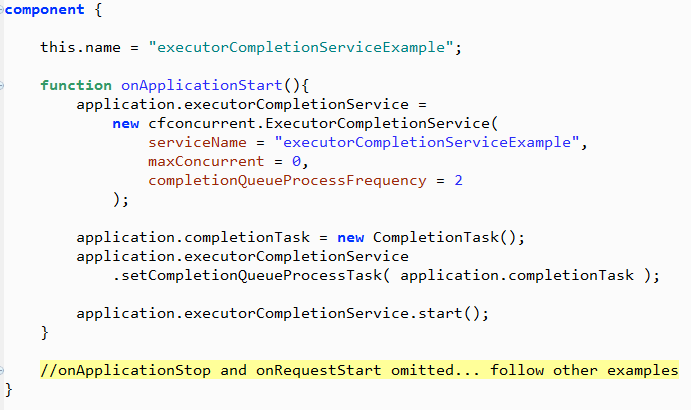 component {
this.name = "executorCompletionServiceExample";
function onApplicationStart(){
application.executorCompletionService =
new cfconcurrent.ExecutorCompletionService(
serviceName = "executorCompletionServiceExample",
maxConcurrent = 0,
completionQueueProcessFrequency = 2
);
application.completionTask = new CompletionTask();
application.executorCompletionService
.setCompletionQueueProcessTask( application.completionTask );
application.executorCompletionService.start();
}
//onApplicationStop and onRequestStart omitted... follow other examples
}